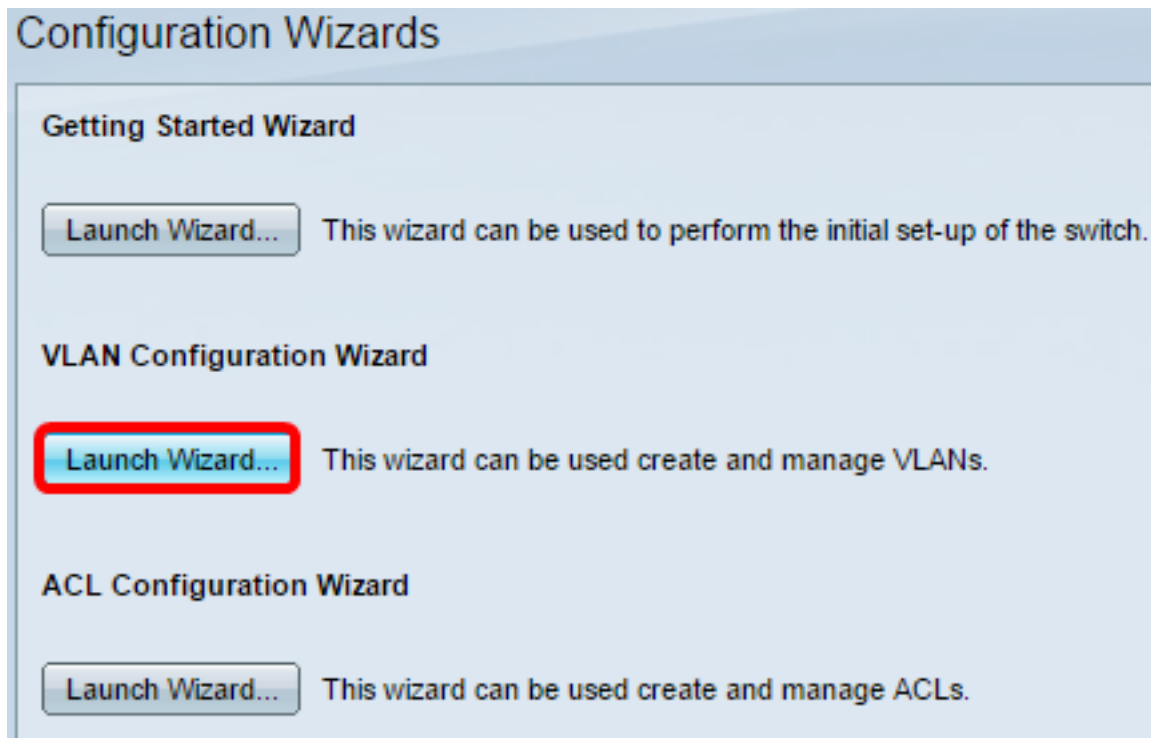 Configuration Wizards
Getting Started Wizard
Launch Wizard... This wizard can be used to perform the initial set-up of the switch.
VLAN Configuration Wizard
Launch Wizard... This wizard can be used create and manage VLANs.
ACL Configuration Wizard
Launch Wizard... This wizard can be used create and manage ACLs.